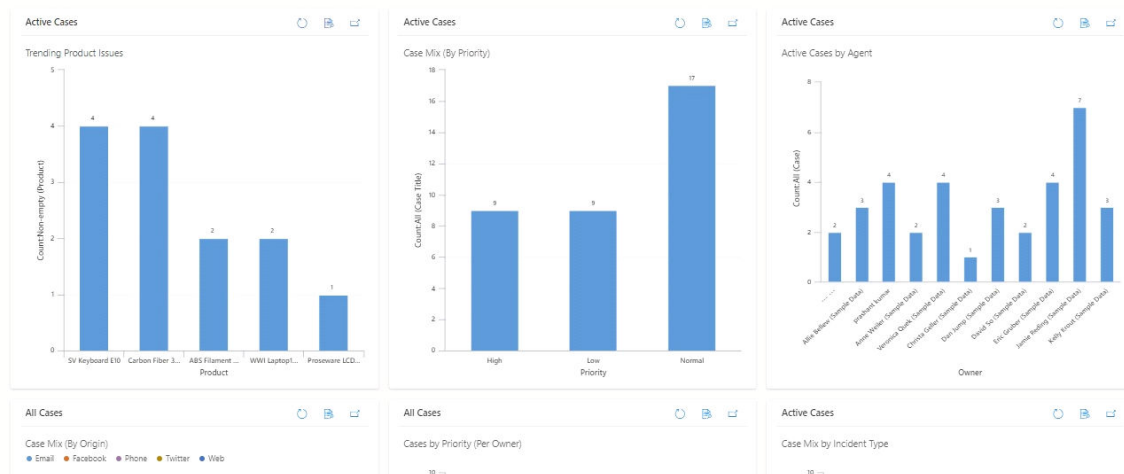 Active Cases
Trending Product Issues
Count:Non-empty (Product)
5
4
3
2
1
0
4
4
2
2
1
SV Keyboard E10
Carbon Fiber 3...
ABS Filament ...
WWI Laptop1...
Proseware LCD...
Product
Active Cases
Case Mix (By Priority)
Count:All (Case Title)
18
16
14
12
10
8
6
4
2
0
9
9
17
High
Low
Normal
Priority
Active Cases
Active Cases by Agent
Count:All (Case)
8
6
4
2
0
2
3
4
2
4
1
3
2
4
7
3
... ...
Allie Bellew (Sample Data)
prashant kumar
Anne Weiler (Sample Data)
Veronica Quek (Sample Data)
Christa Geller (Sample Data)
Dan Jump (Sample Data)
David So (Sample Data)
Eric Gruber (Sample Data)
Jamie Reding (Sample Data)
Kelly Krout (Sample Data)
Owner
All Cases
Case Mix (By Origin)
Email Facebook Phone Twitter Web
All Cases
Cases by Priority (Per Owner)
10
Active Cases
Case Mix by Incident Type
10